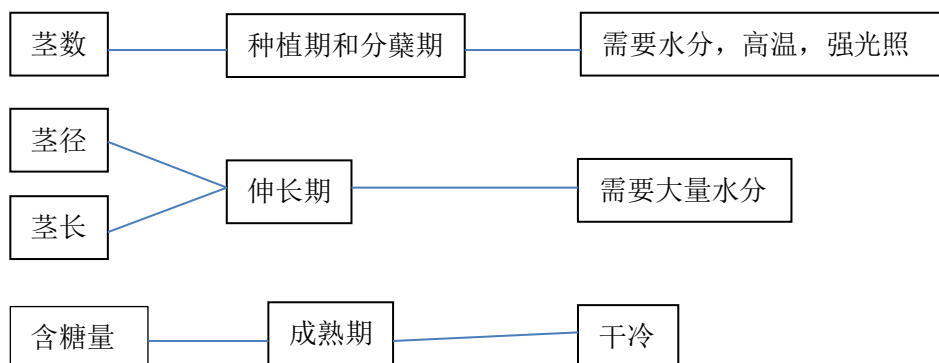 茎数
种植期和分蘖期
需要水分，高温，强光照
茎径
茎长
伸长期
需要大量水分
含糖量
成熟期
干冷